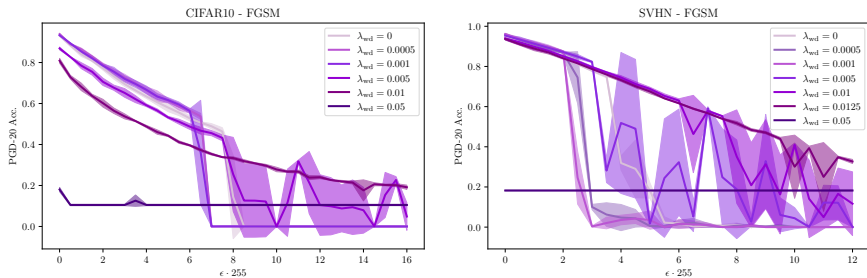 CIFAR10 - FGSM
PGD-20 Acc.
0.8
0.6
0.4
0.2
0.0
0
2
4
6
8
10
12
14
16
ϵ · 255
λwd = 0
λwd = 0.0005
λwd = 0.001
λwd = 0.005
λwd = 0.01
λwd = 0.05
SVHN - FGSM
PGD-20 Acc.
1.0
0.8
0.6
0.4
0.2
0.0
0
2
4
6
8
10
12
ϵ · 255
λwd = 0
λwd = 0.0005
λwd = 0.001
λwd = 0.005
λwd = 0.01
λwd = 0.0125
λwd = 0.05